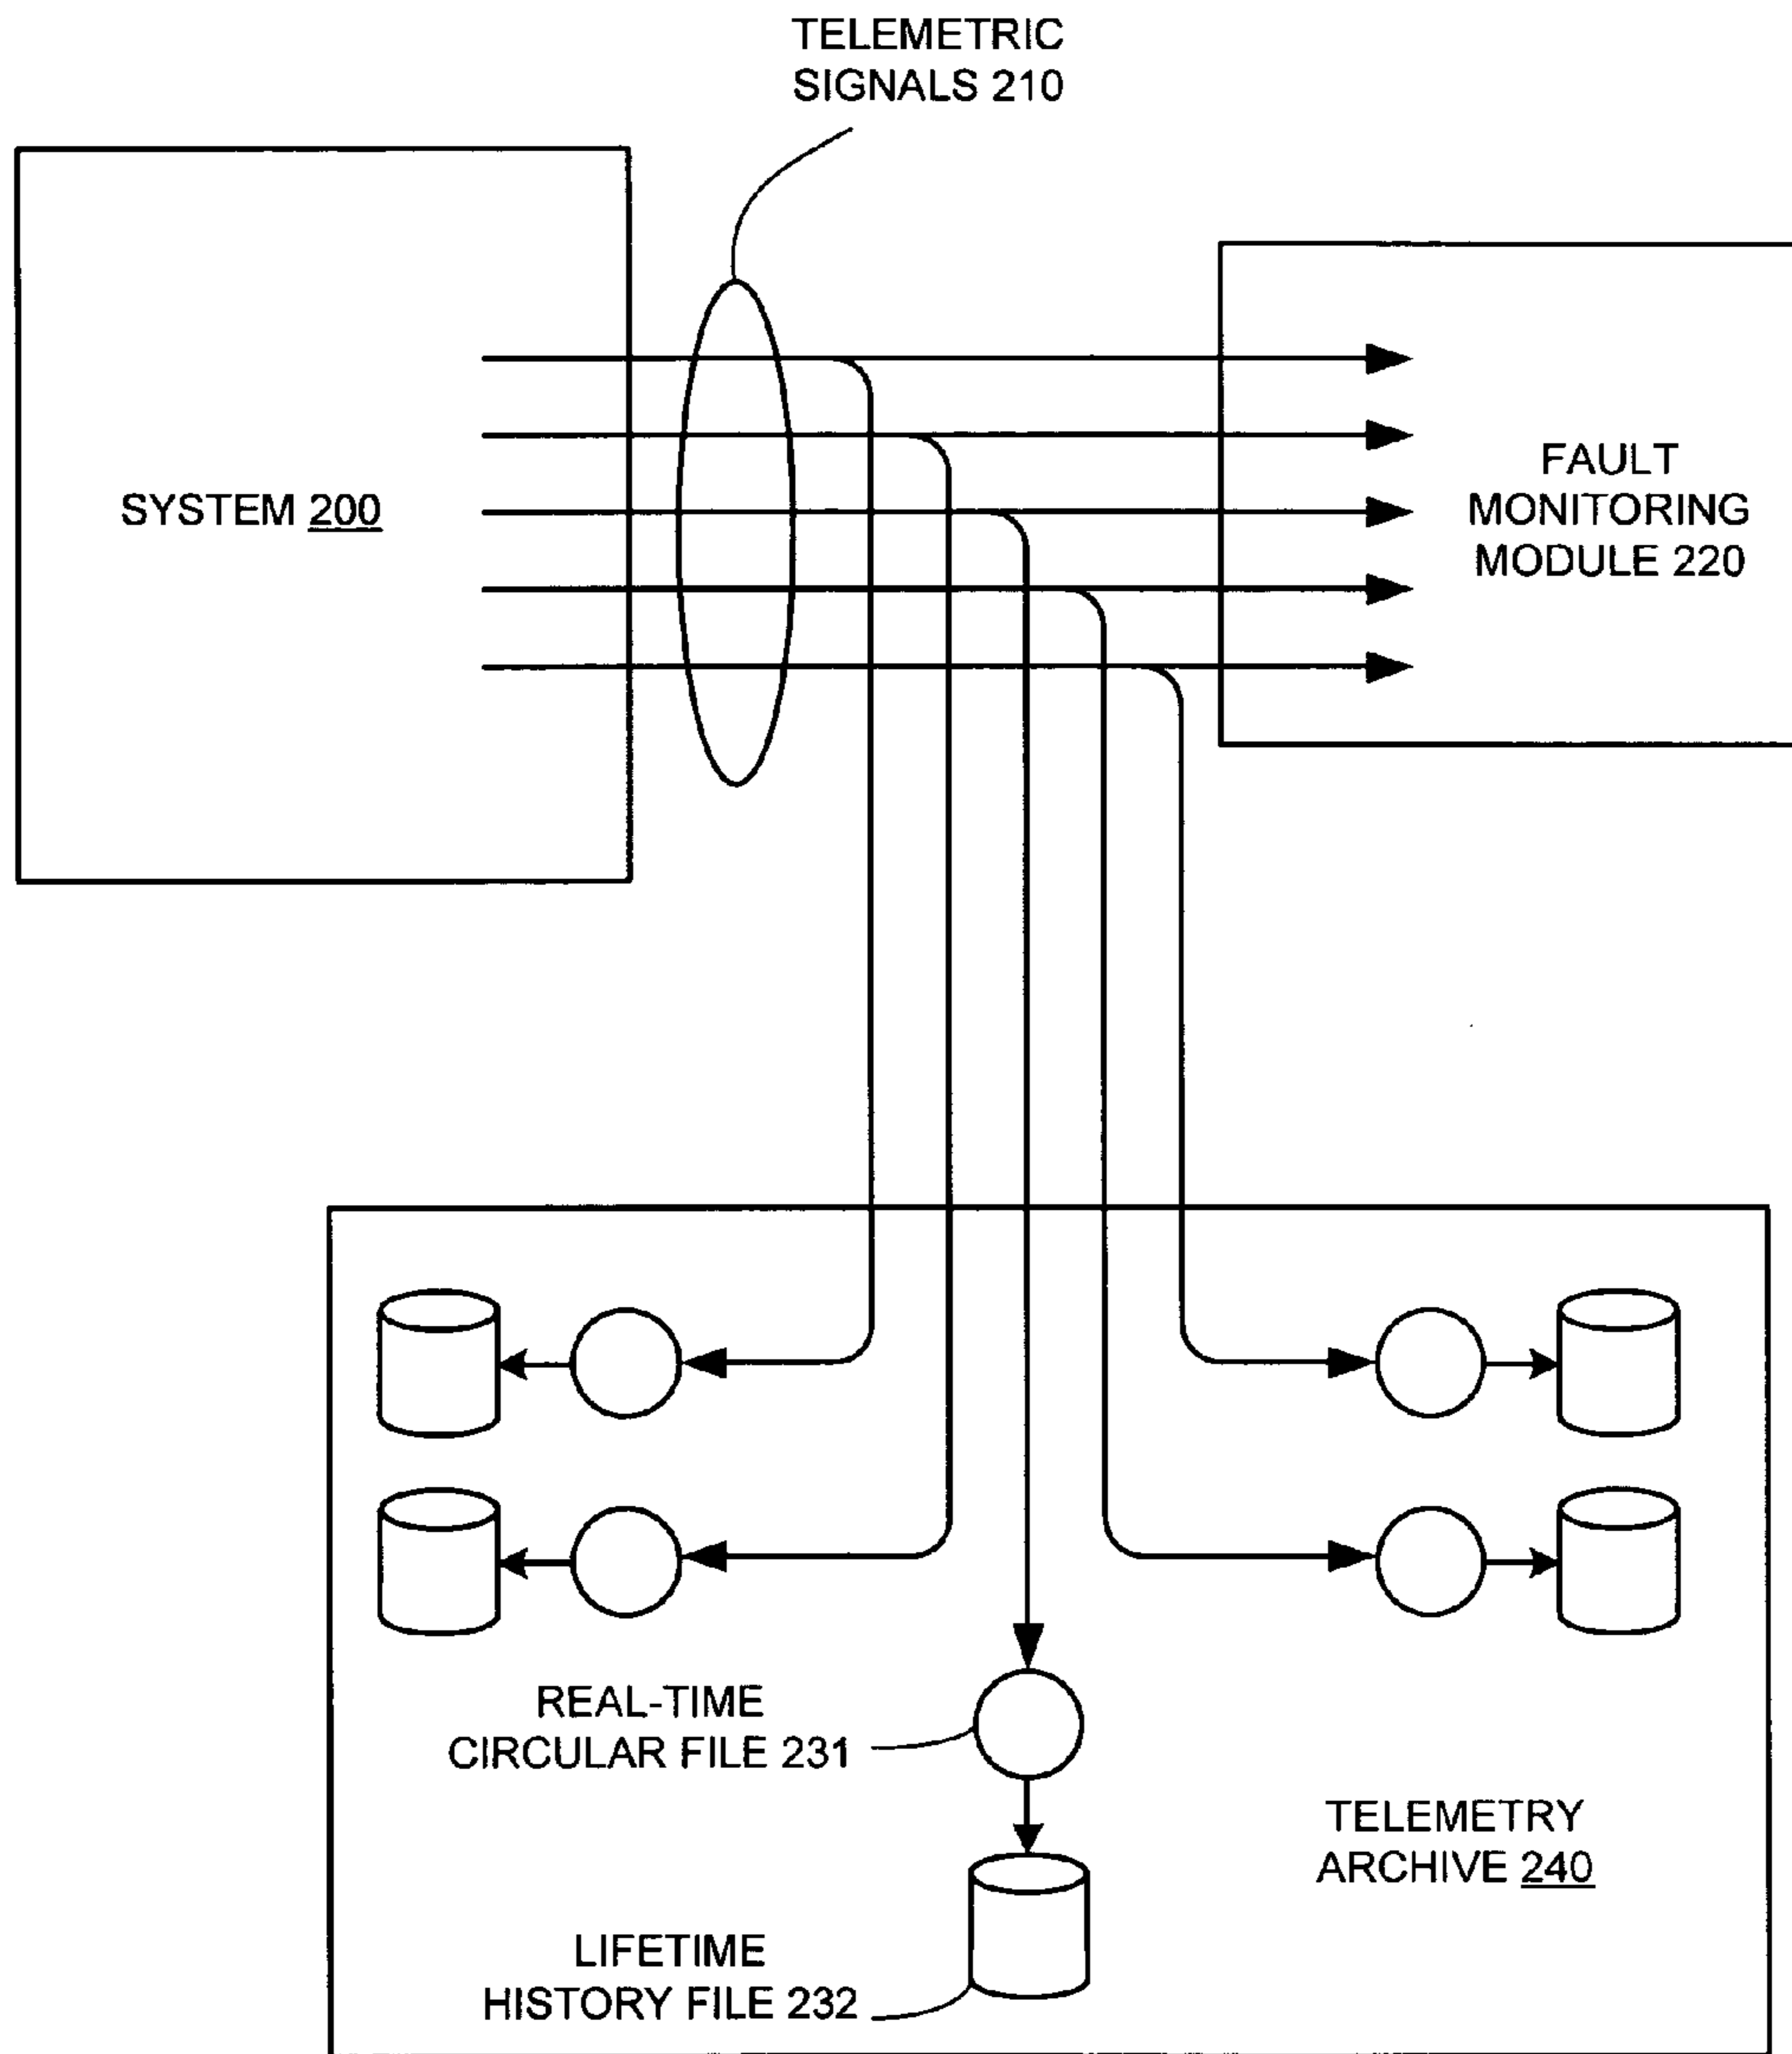 TELEMETRIC
SIGNALS 210
SYSTEM 200
FAULT
MONITORING
MODULE 220
REAL-TIME
CIRCULAR FILE 231
TELEMETRY
ARCHIVE 240
LIFETIME
HISTORY FILE 232